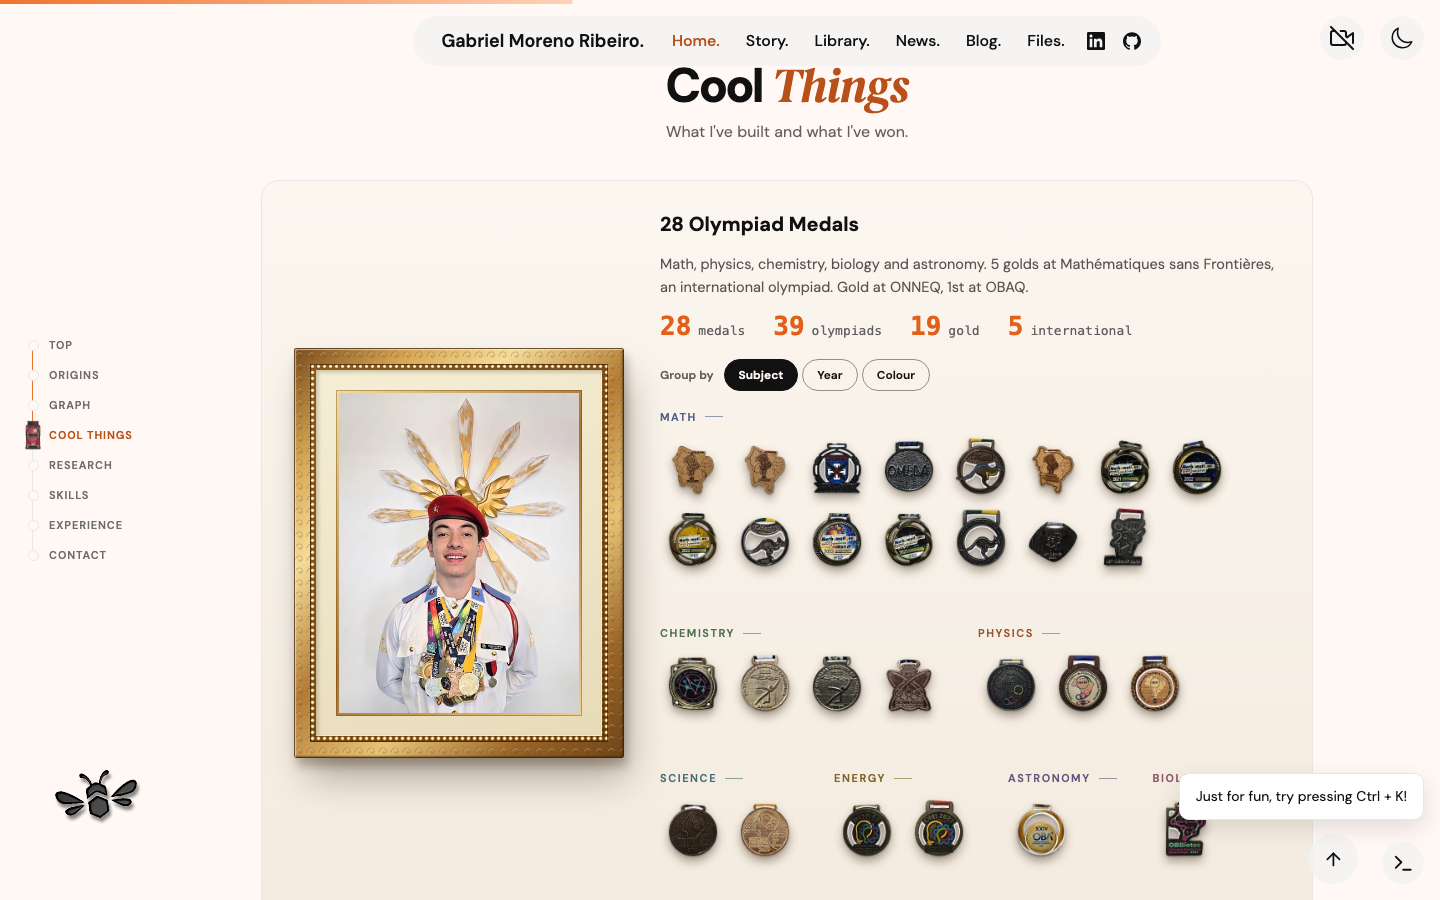 Gabriel Moreno Ribeiro.
Home.
Story.
Library.
News.
Blog.
Files.
Cool Things
What I've built and what I've won.
TOP
ORIGINS
GRAPH
COOL THINGS
RESEARCH
SKILLS
EXPERIENCE
CONTACT
28 Olympiad Medals
Math, physics, chemistry, biology and astronomy. 5 golds at Mathématiques sans Frontières,
an international olympiad. Gold at ONNEQ, 1st at OBAQ.
28 medals 39 olympiads 19 gold 5 international
Group by Subject Year Colour
MATH
CHEMISTRY
PHYSICS
SCIENCE
ENERGY
ASTRONOMY
Just for fun, try pressing Ctrl + K!